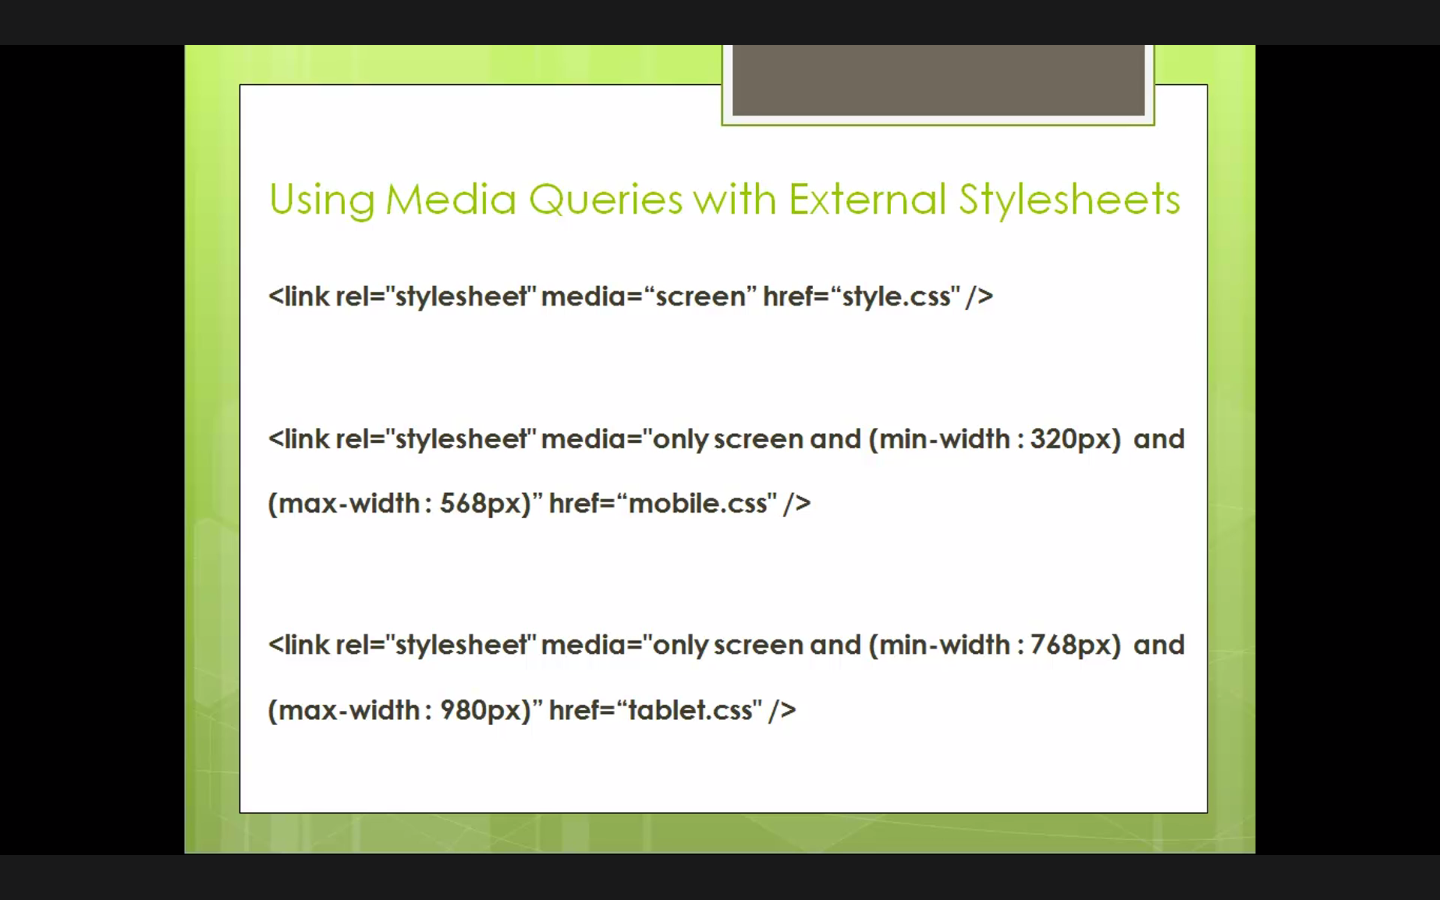 Using Media Queries with External Stylesheets
<link rel="stylesheet" media=“screen” href=“style.css" />
<link rel="stylesheet" media="only screen and (min-width : 320px) and
(max-width : 568px)” href=“mobile.css" />
<link rel="stylesheet" media="only screen and (min-width : 768px) and
(max-width : 980px)” href=“tablet.css" />